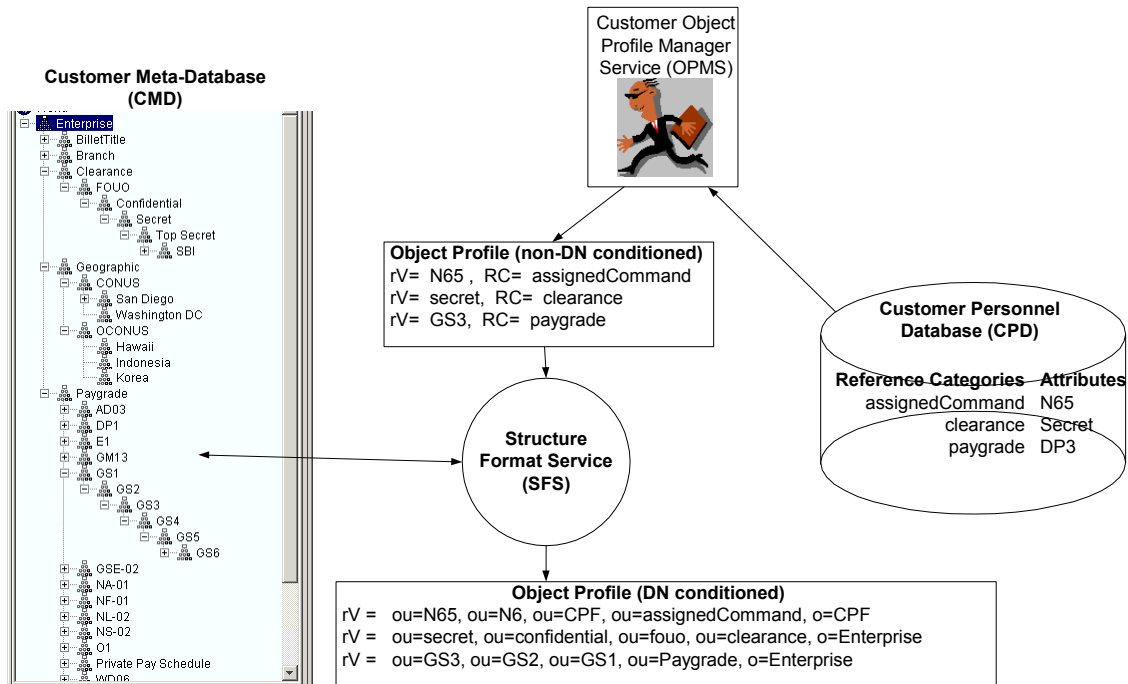 Customer Meta-Database
(CMD)
Enterprise
BilletTitle
Branch
Clearance
FOUO
Confidential
Secret
Top Secret
SBI
Geographic
CONUS
San Diego
Washington DC
OCONUS
Hawaii
Indonesia
Korea
Paygrade
AD03
DP1
E1
GM13
GS1
GS2
GS3
GS4
GS5
GS6
GSE-02
NA-01
NF-01
NL-02
NS-02
O1
Private Pay Schedule
WD06
Customer Object
Profile Manager
Service (OPMS)
Object Profile (non-DN conditioned)
rV= N65 , RC= assignedCommand
rV= secret, RC= clearance
rV= GS3, RC= paygrade
Customer Personnel
Database (CPD)
Reference Categories Attributes
assignedCommand N65
clearance Secret
paygrade DP3
Structure
Format Service
(SFS)
Object Profile (DN conditioned)
rV = ou=N65, ou=N6, ou=CPF, ou=assignedCommand, o=CPF
rV = ou=secret, ou=confidential, ou=fouo, ou=clearance, o=Enterprise
rV = ou=GS3, ou=GS2, ou=GS1, ou=Paygrade, o=Enterprise